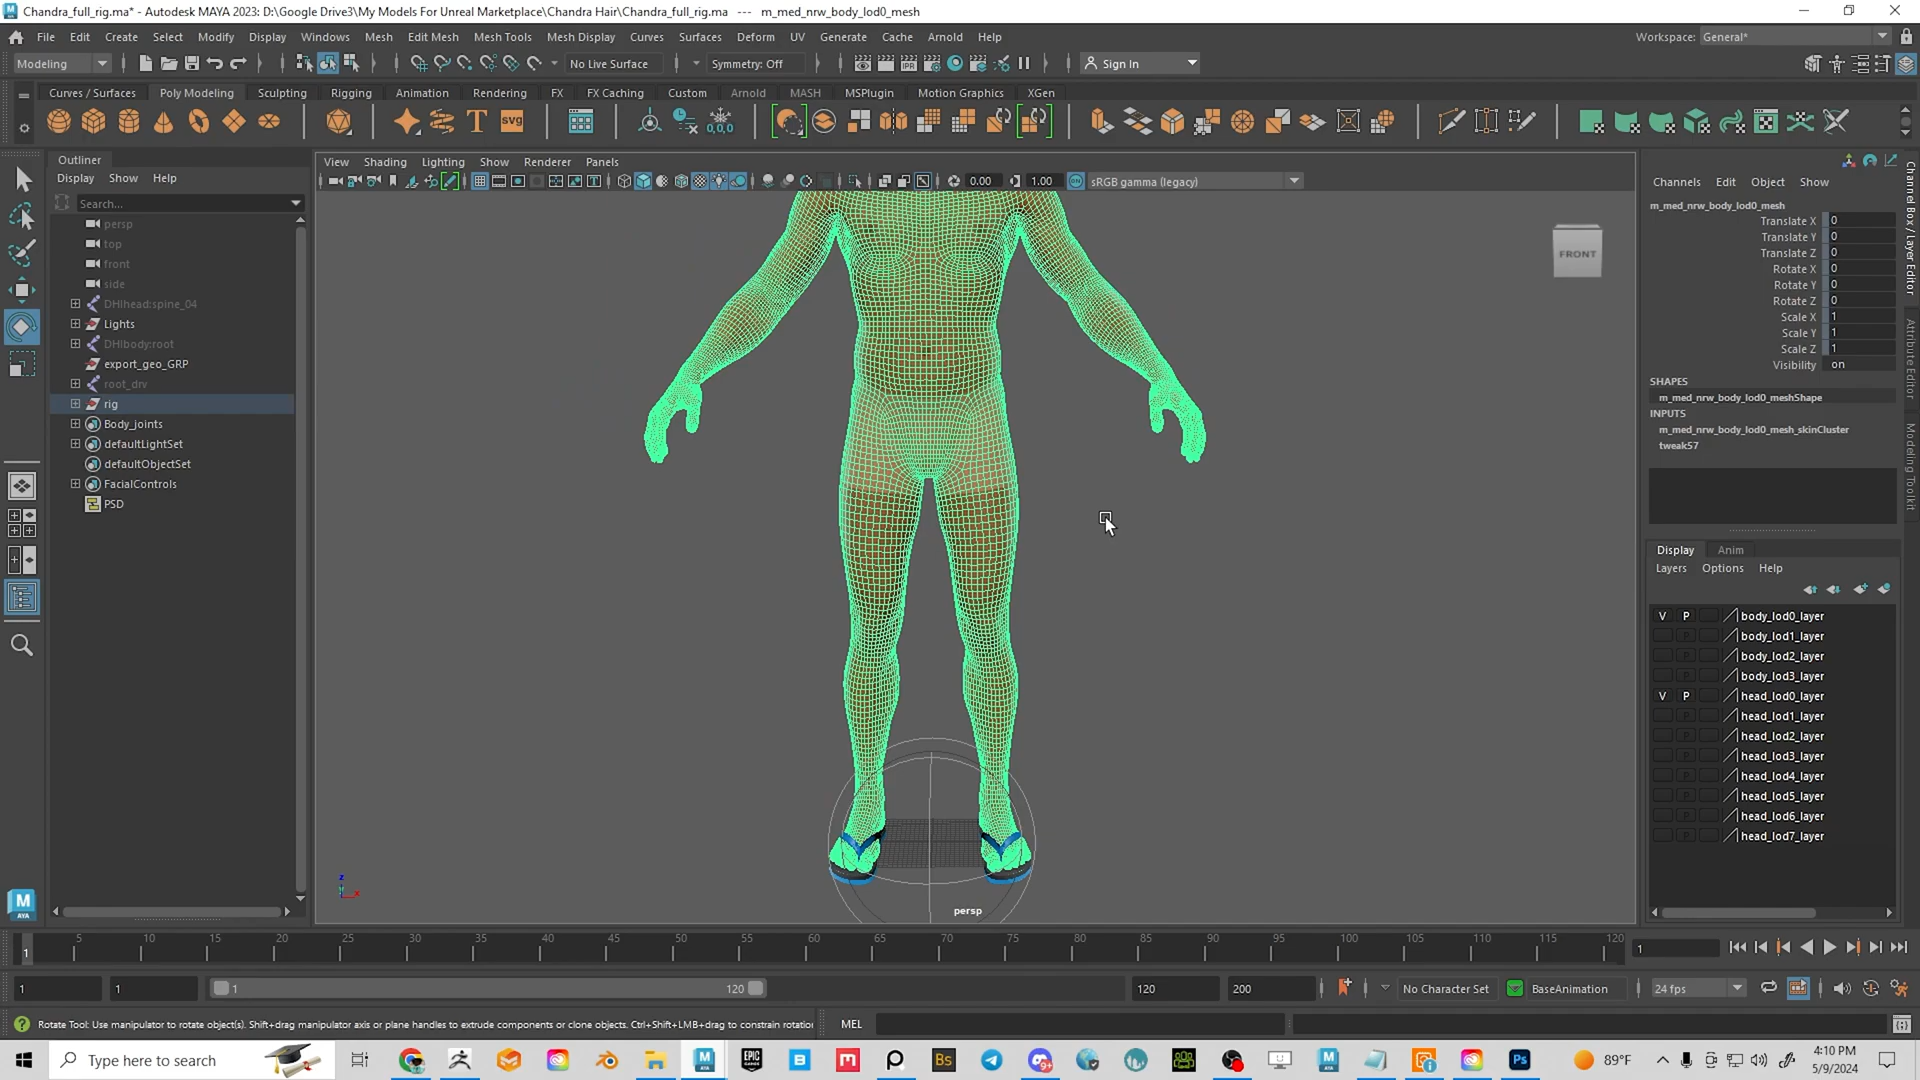 Chandra_full_rig.ma* - Autodesk MAYA 2023: D:\Google Drive3\My Models For Unreal Marketplace\Chandra Hair\Chandra_full_rig.ma --- m_med_nrw_body_lod0_mesh
File Edit Create Select Modify Display Windows Mesh Edit Mesh Mesh Tools Mesh Display Curves Surfaces Deform UV Generate Cache Arnold Help
Workspace: General*
Modeling No Live Surface Symmetry: Off Sign In
Curves / Surfaces Poly Modeling Sculpting Rigging Animation Rendering FX FX Caching Custom Arnold MASH MSPlugin Motion Graphics XGen
Outliner
Display Show Help
Search...
persp
top
front
side
DHIhead:spine_04
Lights
DHIbody:root
export_geo_GRP
root_drv
rig
Body_joints
defaultLightSet
defaultObjectSet
FacialControls
PSD
View Shading Lighting Show Renderer Panels
0.00 1.00 sRGB gamma (legacy)
FRONT
persp
Channels Edit Object Show
m_med_nrw_body_lod0_mesh
Translate X 0
Translate Y 0
Translate Z 0
Rotate X 0
Rotate Y 0
Rotate Z 0
Scale X 1
Scale Y 1
Scale Z 1
Visibility on
SHAPES
m_med_nrw_body_lod0_meshShape
INPUTS
m_med_nrw_body_lod0_mesh_skinCluster
tweak57
Channel Box / Layer Editor
Attribute Editor
Modeling Toolkit
Display Anim
Layers Options Help
V P body_lod0_layer
P body_lod1_layer
P body_lod2_layer
P body_lod3_layer
V P head_lod0_layer
P head_lod1_layer
P head_lod2_layer
P head_lod3_layer
P head_lod4_layer
P head_lod5_layer
P head_lod6_layer
P head_lod7_layer
1 5 10 15 20 25 30 35 40 45 50 55 60 65 70 75 80 85 90 95 100 105 110 115 120 1
1 1 1 120 120 200 No Character Set BaseAnimation 24 fps
Rotate Tool: Use manipulator to rotate object(s). Shift+drag manipulator axis or plane handles to extrude components or clone objects. Ctrl+Shift+LMB+drag to constrain rotation
MEL
Type here to search
89°F
4:10 PM
5/9/2024